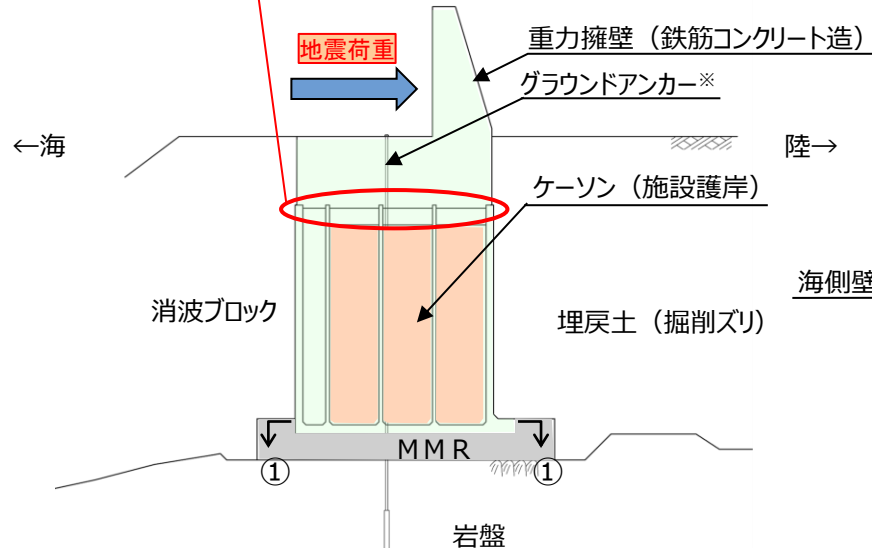 地震荷重
重力擁壁（鉄筋コンクリート造）
グラウンドアンカー※
←海
陸→
ケーソン（施設護岸）
海側壁
消波ブロック
埋戻土（掘削ズリ）
MMR
①
①
岩盤